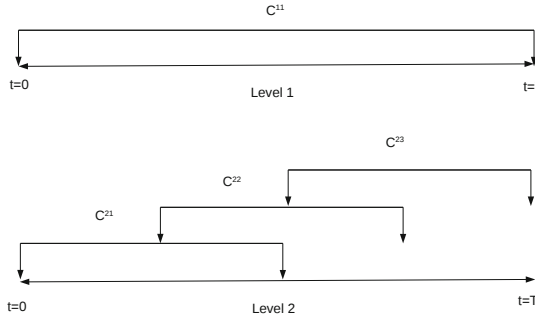 C¹¹
t=0
t=
Level 1
C²³
C²²
C²¹
t=0
t=T
Level 2